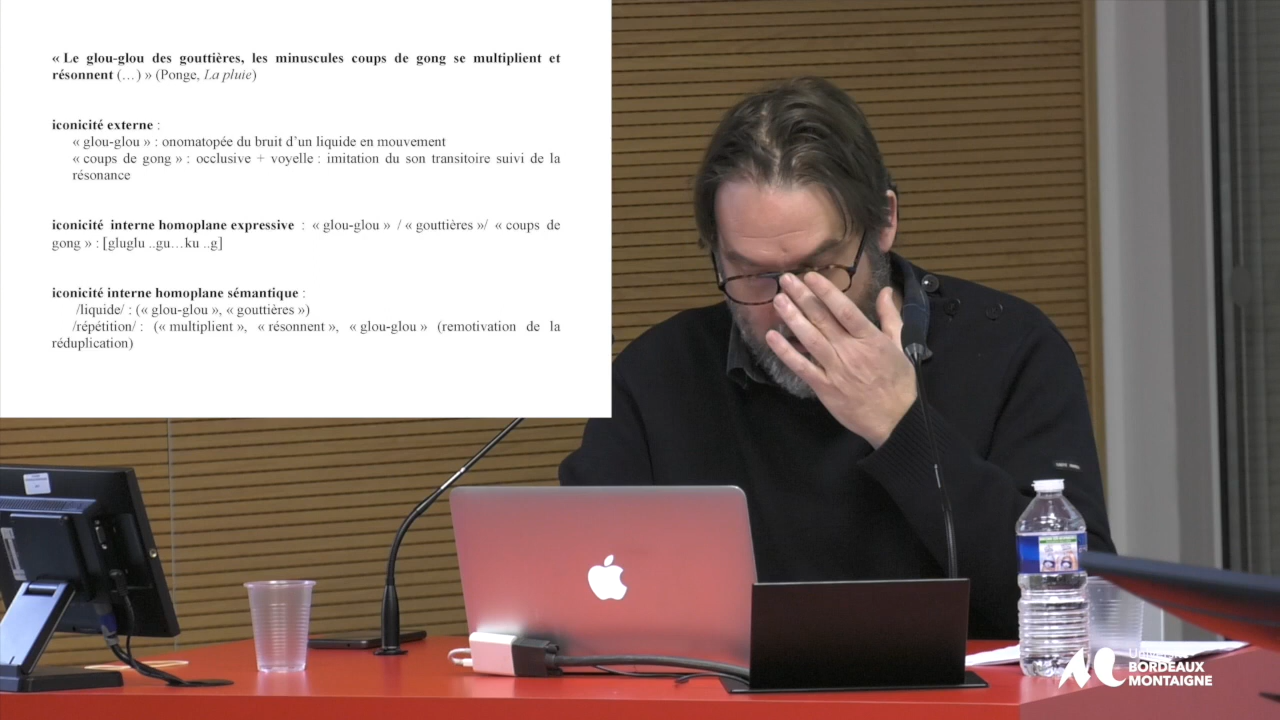 « Le glou-glou des gouttières, les minuscules coups de gong se multiplient et
résonnent (…) » (Ponge, La pluie)
iconicité externe :
« glou-glou » : onomatopée du bruit d’un liquide en mouvement
« coups de gong » : occlusive + voyelle : imitation du son transitoire suivi de la
résonance
iconicité interne homoplane expressive : « glou-glou » / « gouttières »/ « coups de
gong » : [gluglu ..gu…ku ..g]
iconicité interne homoplane sémantique :
/liquide/ : (« glou-glou », « gouttières »)
/répétition/ : (« multiplient », « résonnent », « glou-glou » (remotivation de la
réduplication)
Université
BORDEAUX
MONTAIGNE